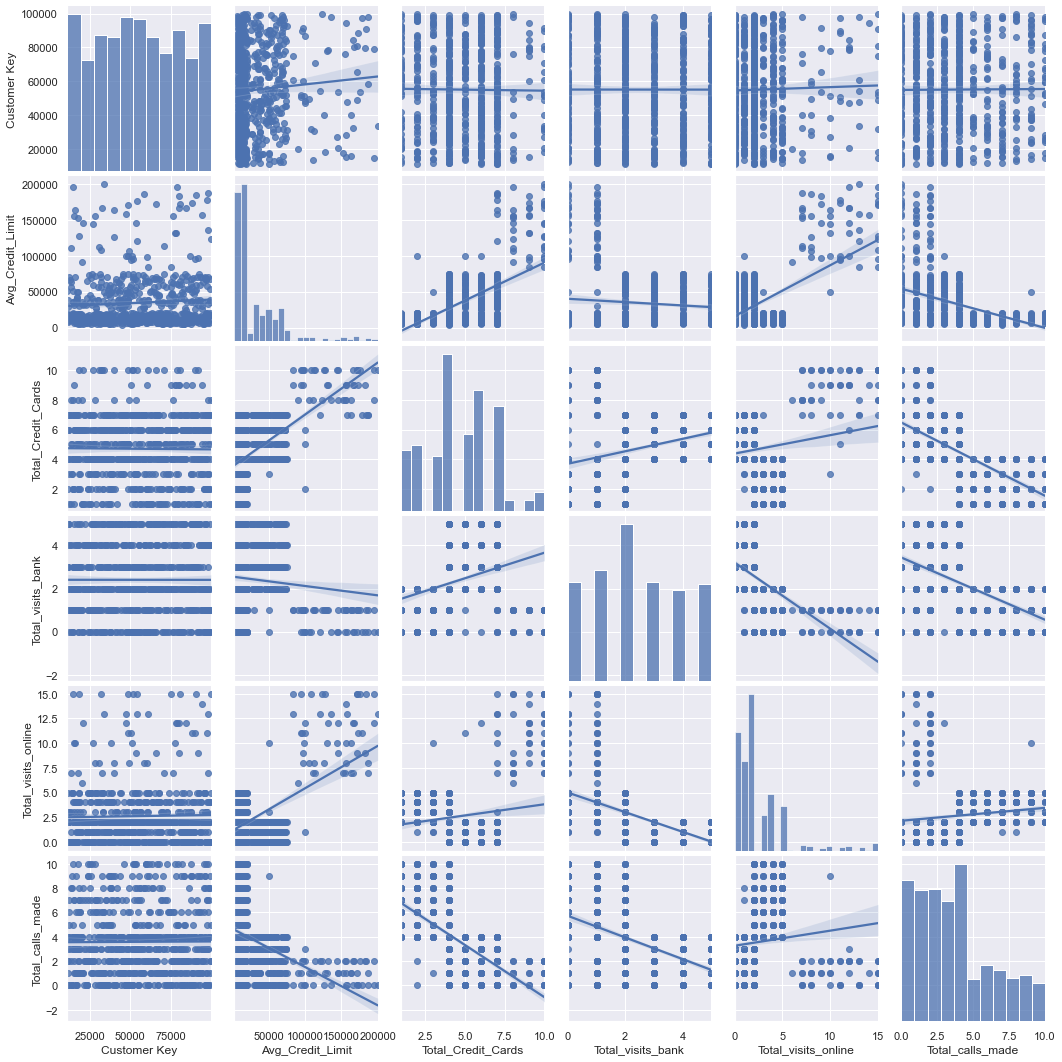 100000
80000
60000
40000
20000
Customer Key
200000
150000
100000
50000
0
Avg_Credit_Limit
10
8
6
4
2
Total_Credit_Cards
4
2
0
−2
Total_visits_bank
15.0
12.5
10.0
7.5
5.0
2.5
0.0
Total_visits_online
10
8
6
4
2
0
−2
Total_calls_made
25000 50000 75000
Customer Key
50000 100000 150000 200000
Avg_Credit_Limit
2.5 5.0 7.5 10.0
Total_Credit_Cards
0 2 4
Total_visits_bank
0 5 10 15
Total_visits_online
0.0 2.5 5.0 7.5 10.0
Total_calls_made